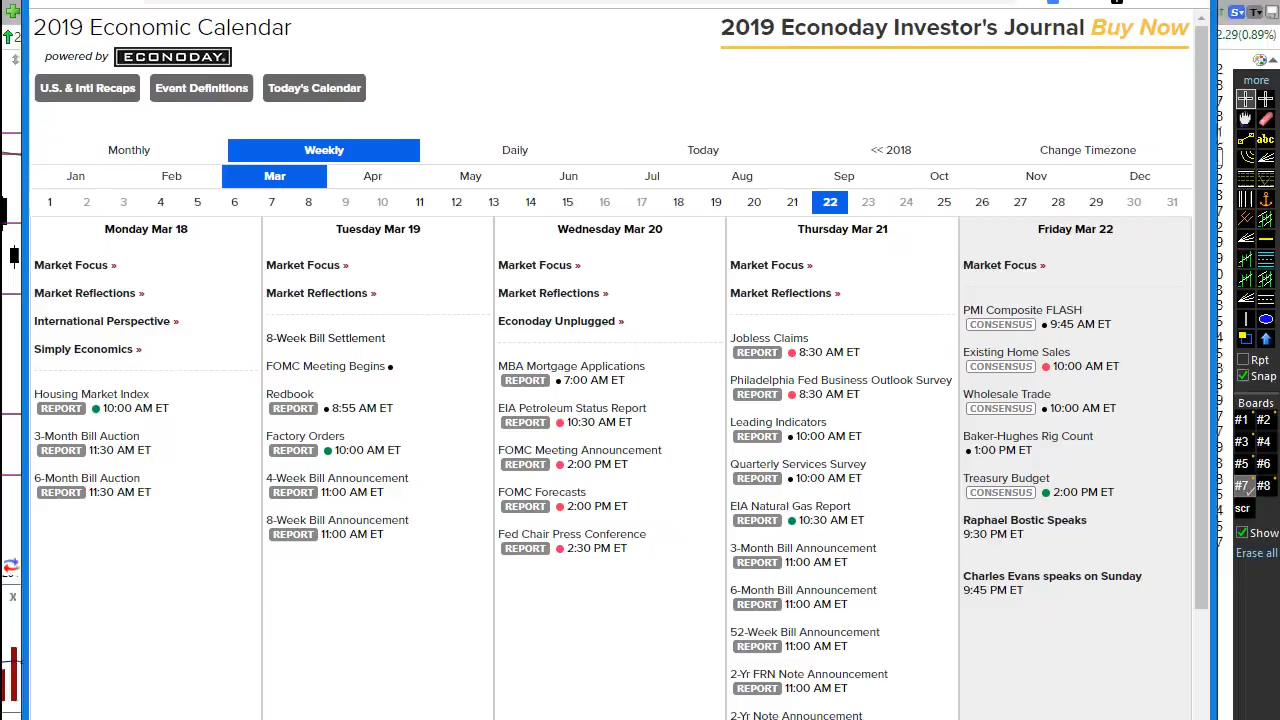 2019 Economic Calendar
2019 Econoday Investor's Journal Buy Now
powered by ECONODAY
U.S. & Intl Recaps
Event Definitions
Today's Calendar
Monthly Weekly Daily Today << 2018 Change Timezone
Jan Feb Mar Apr May Jun Jul Aug Sep Oct Nov Dec
1 2 3 4 5 6 7 8 9 10 11 12 13 14 15 16 17 18 19 20 21 22 23 24 25 26 27 28 29 30 31
Monday Mar 18
Market Focus »
Market Reflections »
International Perspective »
Simply Economics »
Housing Market Index
REPORT 10:00 AM ET
3-Month Bill Auction
REPORT 11:30 AM ET
6-Month Bill Auction
REPORT 11:30 AM ET
Tuesday Mar 19
Market Focus »
Market Reflections »
8-Week Bill Settlement
FOMC Meeting Begins
Redbook
REPORT 8:55 AM ET
Factory Orders
REPORT 10:00 AM ET
4-Week Bill Announcement
REPORT 11:00 AM ET
8-Week Bill Announcement
REPORT 11:00 AM ET
Wednesday Mar 20
Market Focus »
Market Reflections »
Econoday Unplugged »
MBA Mortgage Applications
REPORT 7:00 AM ET
EIA Petroleum Status Report
REPORT 10:30 AM ET
FOMC Meeting Announcement
REPORT 2:00 PM ET
FOMC Forecasts
REPORT 2:00 PM ET
Fed Chair Press Conference
REPORT 2:30 PM ET
Thursday Mar 21
Market Focus »
Market Reflections »
Jobless Claims
REPORT 8:30 AM ET
Philadelphia Fed Business Outlook Survey
REPORT 8:30 AM ET
Leading Indicators
REPORT 10:00 AM ET
Quarterly Services Survey
REPORT 10:00 AM ET
EIA Natural Gas Report
REPORT 10:30 AM ET
3-Month Bill Announcement
REPORT 11:00 AM ET
6-Month Bill Announcement
REPORT 11:00 AM ET
52-Week Bill Announcement
REPORT 11:00 AM ET
2-Yr FRN Note Announcement
REPORT 11:00 AM ET
2-Yr Note Announcement
Friday Mar 22
Market Focus »
PMI Composite FLASH
CONSENSUS 9:45 AM ET
Existing Home Sales
CONSENSUS 10:00 AM ET
Wholesale Trade
CONSENSUS 10:00 AM ET
Baker-Hughes Rig Count
1:00 PM ET
Treasury Budget
CONSENSUS 2:00 PM ET
Raphael Bostic Speaks
9:30 PM ET
Charles Evans speaks on Sunday
9:45 PM ET
2.29(0.89%)
more
abc
Rpt
Snap
Boards
#1 #2
#3 #4
#5 #6
#7 #8
scr
Show
Erase all